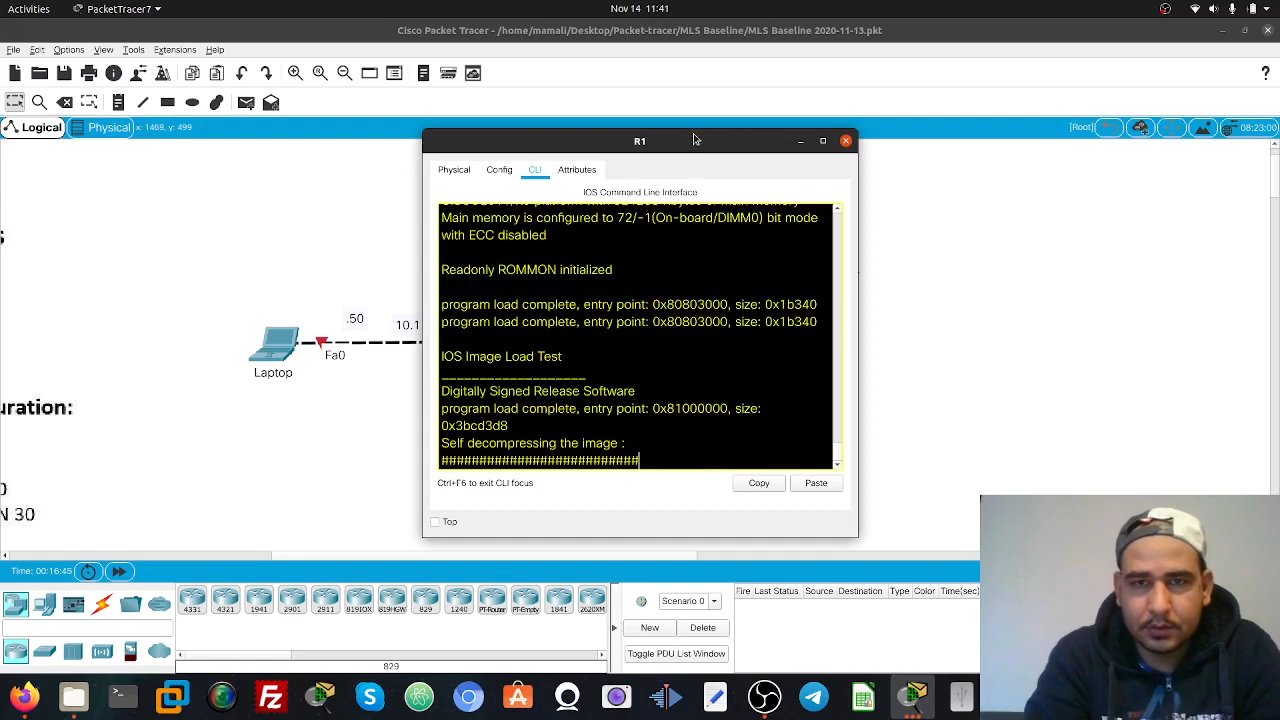 Activities
PacketTracer7
Nov 14 11:41
Cisco Packet Tracer - /home/mamali/Desktop/Packet-tracer/MLS Baseline/MLS Baseline 2020-11-13.pkt
File Edit Options View Tools Extensions Help
Logical
Physical
x: 1469, y: 499
[Root]
08:23:00
R1
Physical
Config
CLI
Attributes
IOS Command Line Interface
Main memory is configured to 72/-1(On-board/DIMM0) bit mode
with ECC disabled
Readonly ROMMON initialized
program load complete, entry point: 0x80803000, size: 0x1b340
program load complete, entry point: 0x80803000, size: 0x1b340
IOS Image Load Test
___________________
Digitally Signed Release Software
program load complete, entry point: 0x81000000, size:
0x3bcd3d8
Self decompressing the image :
##########################
Ctrl+F6 to exit CLI focus
Copy
Paste
Top
s
.50
10.1
Fa0
Laptop
uration:
0
N 30
Time: 00:16:45
4331
4321
1941
2901
2911
819IOX
819HGW
829
1240
PT-Router
PT-Empty
1841
2620XM
829
Scenario 0
New
Delete
Toggle PDU List Window
Fire Last Status Source Destination Type Color Time(sec)